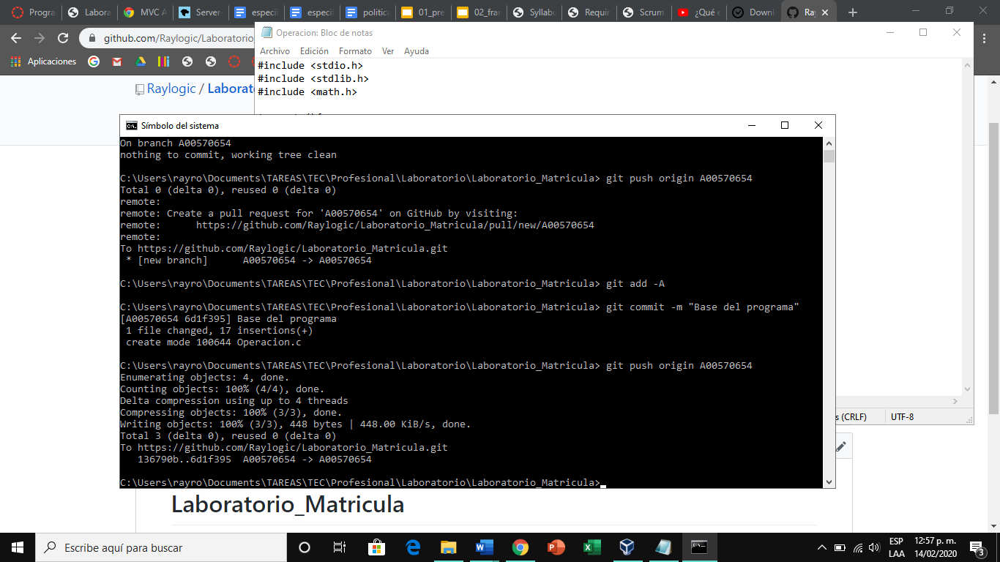 Progra
Labora
MVC A
Server-
especif
especif
politica
01_pre
02_fra
Syllabu
Requir
Scrum
¿Qué e
Downl
Ray
github.com/Raylogic/Laboratorio_
Aplicaciones
Raylogic / Laborato
Operacion: Bloc de notas
Archivo Edición Formato Ver Ayuda
#include <stdio.h>
#include <stdlib.h>
#include <math.h>
Símbolo del sistema
On branch A00570654
nothing to commit, working tree clean
C:\Users\rayro\Documents\TAREAS\TEC\Profesional\Laboratorio\Laboratorio_Matricula> git push origin A00570654
Total 0 (delta 0), reused 0 (delta 0)
remote:
remote: Create a pull request for 'A00570654' on GitHub by visiting:
remote:      https://github.com/Raylogic/Laboratorio_Matricula/pull/new/A00570654
remote:
To https://github.com/Raylogic/Laboratorio_Matricula.git
 * [new branch]      A00570654 -> A00570654
C:\Users\rayro\Documents\TAREAS\TEC\Profesional\Laboratorio\Laboratorio_Matricula> git add -A
C:\Users\rayro\Documents\TAREAS\TEC\Profesional\Laboratorio\Laboratorio_Matricula> git commit -m "Base del programa"
[A00570654 6d1f395] Base del programa
 1 file changed, 17 insertions(+)
 create mode 100644 Operacion.c
C:\Users\rayro\Documents\TAREAS\TEC\Profesional\Laboratorio\Laboratorio_Matricula> git push origin A00570654
Enumerating objects: 4, done.
Counting objects: 100% (4/4), done.
Delta compression using up to 4 threads
Compressing objects: 100% (3/3), done.
Writing objects: 100% (3/3), 448 bytes | 448.00 KiB/s, done.
Total 3 (delta 0), reused 0 (delta 0)
To https://github.com/Raylogic/Laboratorio_Matricula.git
   136790b..6d1f395  A00570654 -> A00570654
C:\Users\rayro\Documents\TAREAS\TEC\Profesional\Laboratorio\Laboratorio_Matricula>
s (CRLF) UTF-8
Laboratorio_Matricula
Escribe aquí para buscar
ESP
LAA
12:57 p. m.
14/02/2020
3